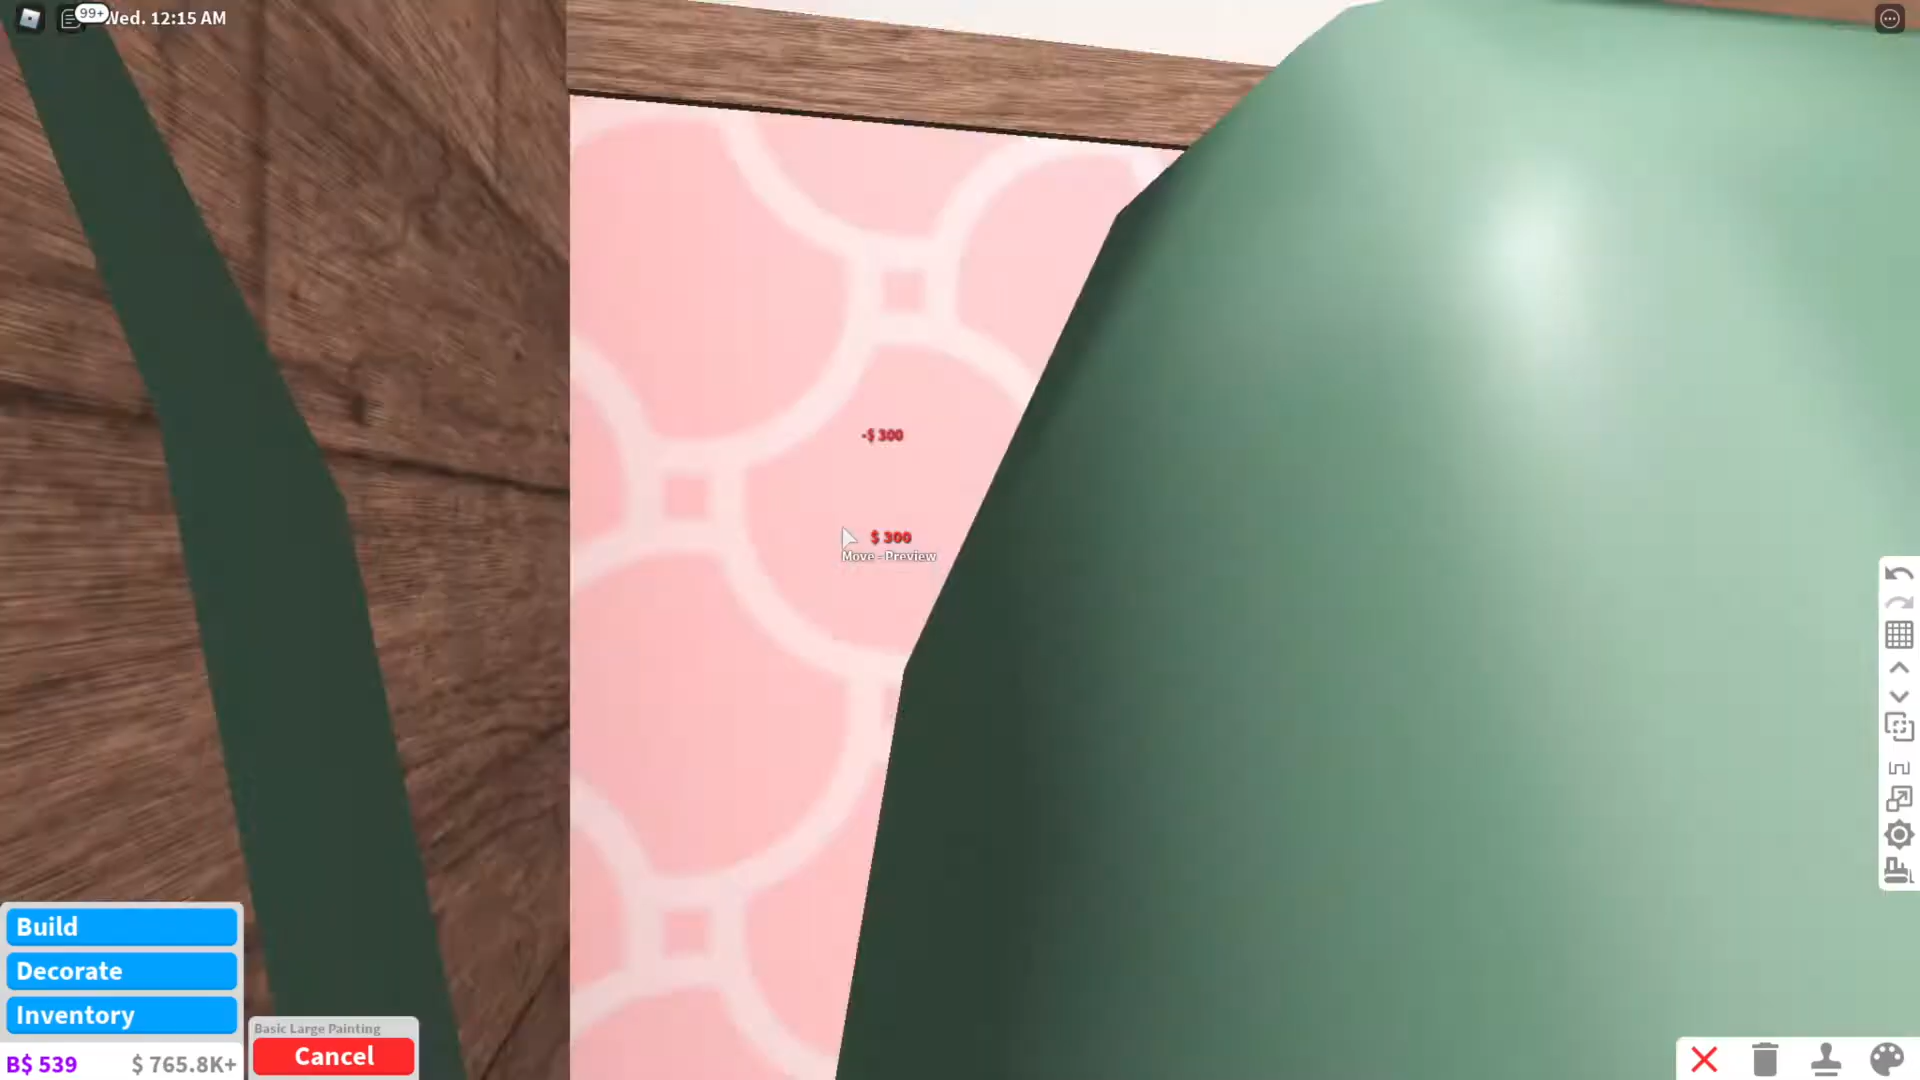 99+
Wed. 12:15 AM
-$ 300
$ 300
Move - Preview
Build
Decorate
Inventory
B$ 539
$ 765.8K+
Basic Large Painting
Cancel